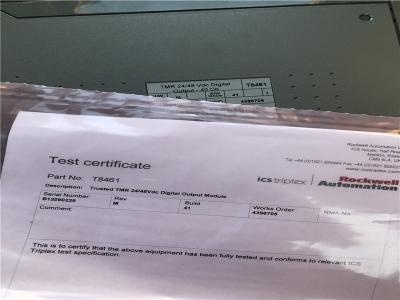 TMR 24/48 Vdc Digital
Output - 40 Ch.
T8461
M
41
4398706
Rockwell Automation
ICS House, Hall Road
Test certificate
ICS triplex
Rockwell
Automation
Part No: T8461
Description: Trusted TMR 24/48Vdc Digital Output Module
Serial Number: Rev: Build Works Order: RMA No:
M 41 4398706
Comment:
This is to certify that the above equipment has been fully tested and conforms to relevant ICS
Triplex test specification.